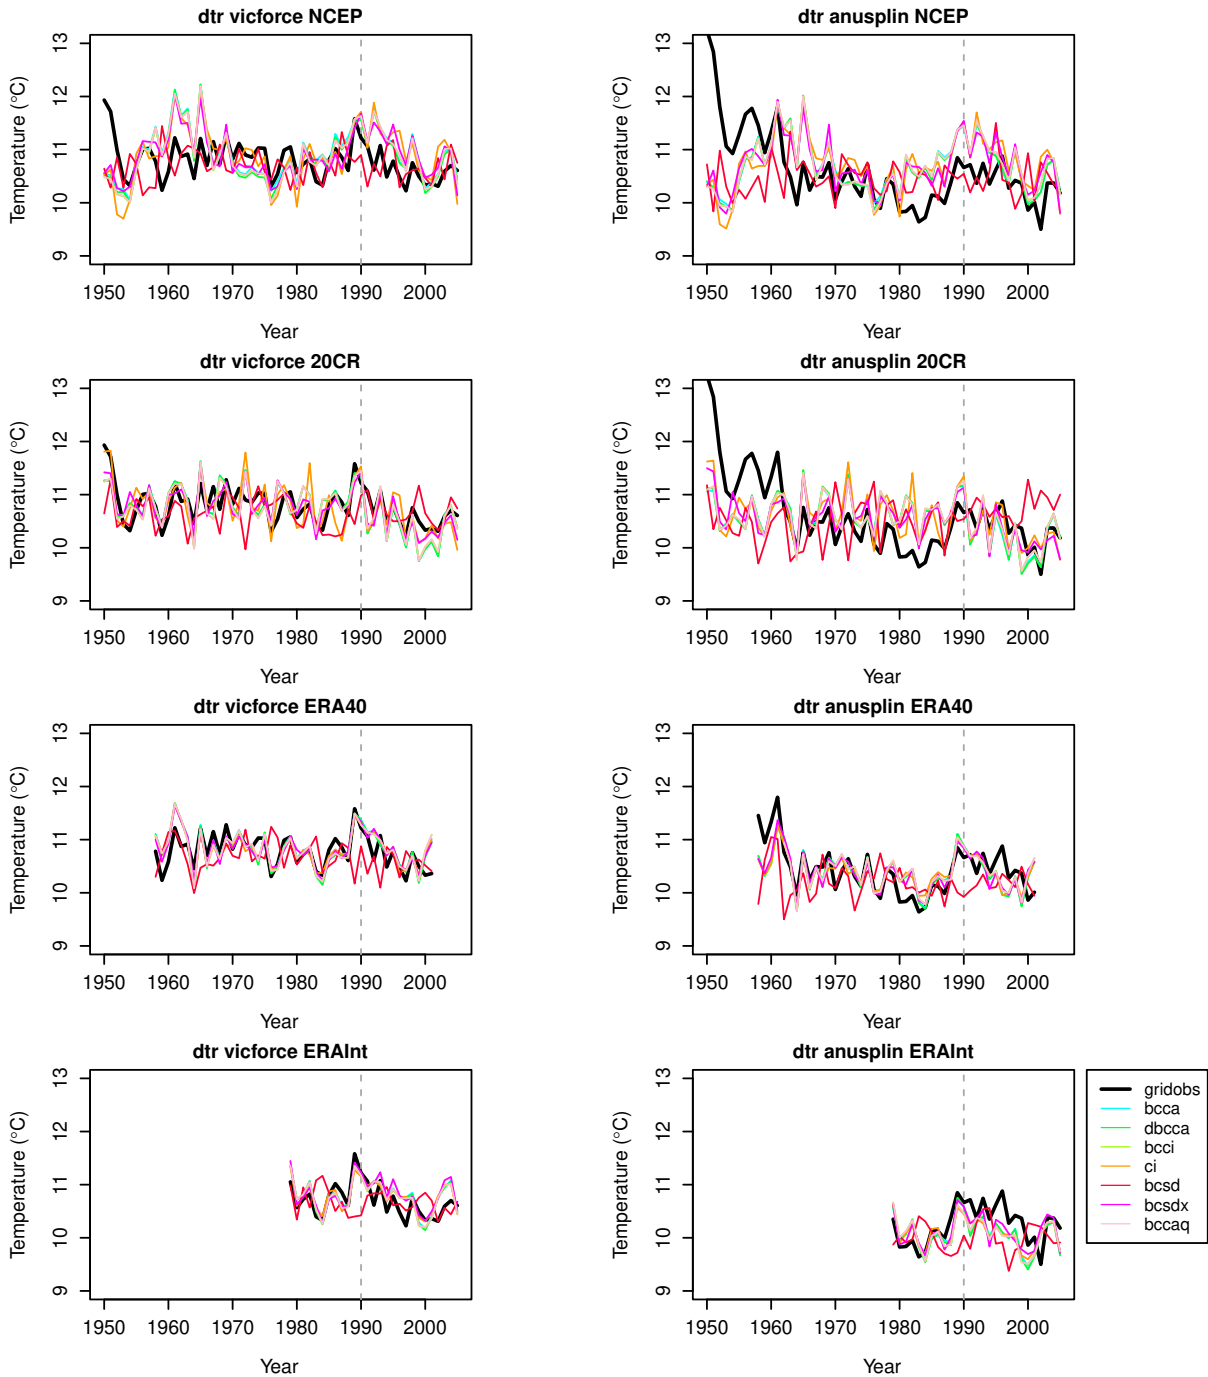 dtr vicforce NCEP
Temperature (°C)
13
12
11
10
9
1950 1960 1970 1980 1990 2000
Year
dtr anusplin NCEP
Temperature (°C)
13
12
11
10
9
1950 1960 1970 1980 1990 2000
Year
dtr vicforce 20CR
Temperature (°C)
13
12
11
10
9
1950 1960 1970 1980 1990 2000
Year
dtr anusplin 20CR
Temperature (°C)
13
12
11
10
9
1950 1960 1970 1980 1990 2000
Year
dtr vicforce ERA40
Temperature (°C)
13
12
11
10
9
1950 1960 1970 1980 1990 2000
Year
dtr anusplin ERA40
Temperature (°C)
13
12
11
10
9
1950 1960 1970 1980 1990 2000
Year
dtr vicforce ERAInt
Temperature (°C)
13
12
11
10
9
1950 1960 1970 1980 1990 2000
Year
dtr anusplin ERAInt
Temperature (°C)
13
12
11
10
9
1950 1960 1970 1980 1990 2000
Year
gridobs
bcca
dbcca
bcci
ci
bcsd
bcsdx
bccaq